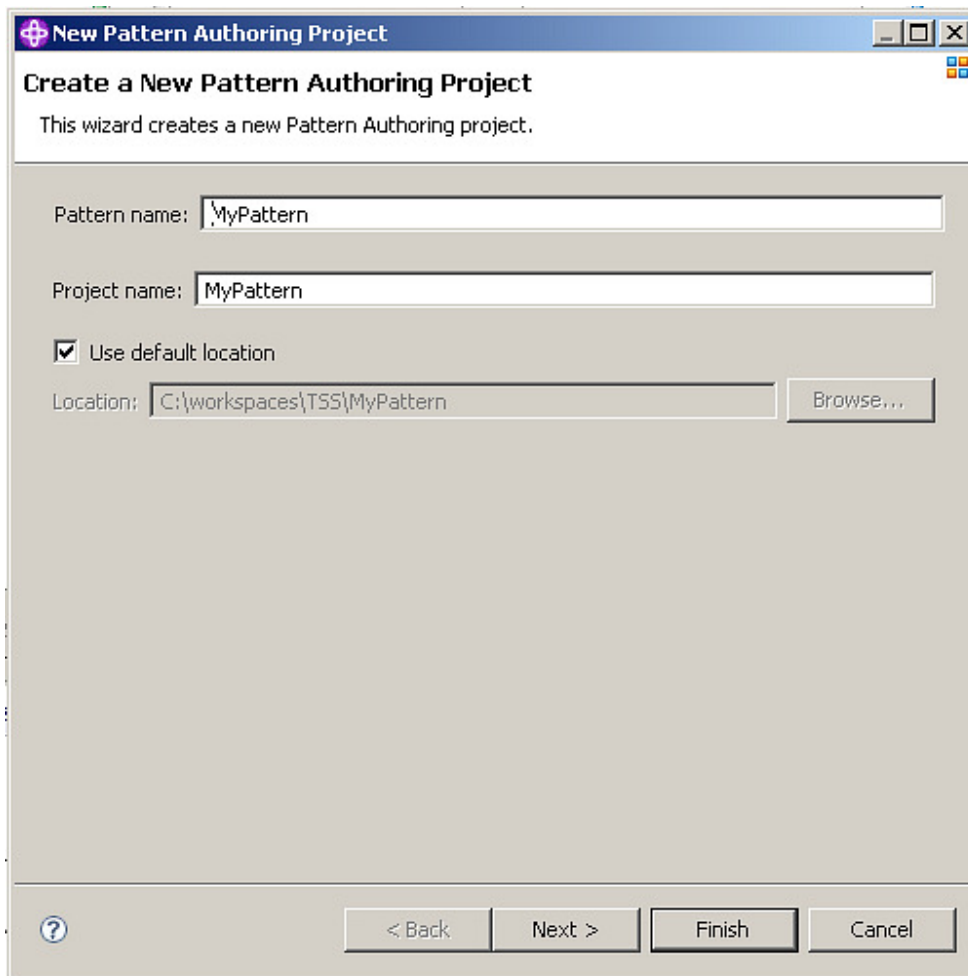 New Pattern Authoring Project
Create a New Pattern Authoring Project
This wizard creates a new Pattern Authoring project.
Pattern name: MyPattern
Project name: MyPattern
Use default location
Location: C:\workspaces\TSS\MyPattern Browse...
? < Back Next > Finish Cancel